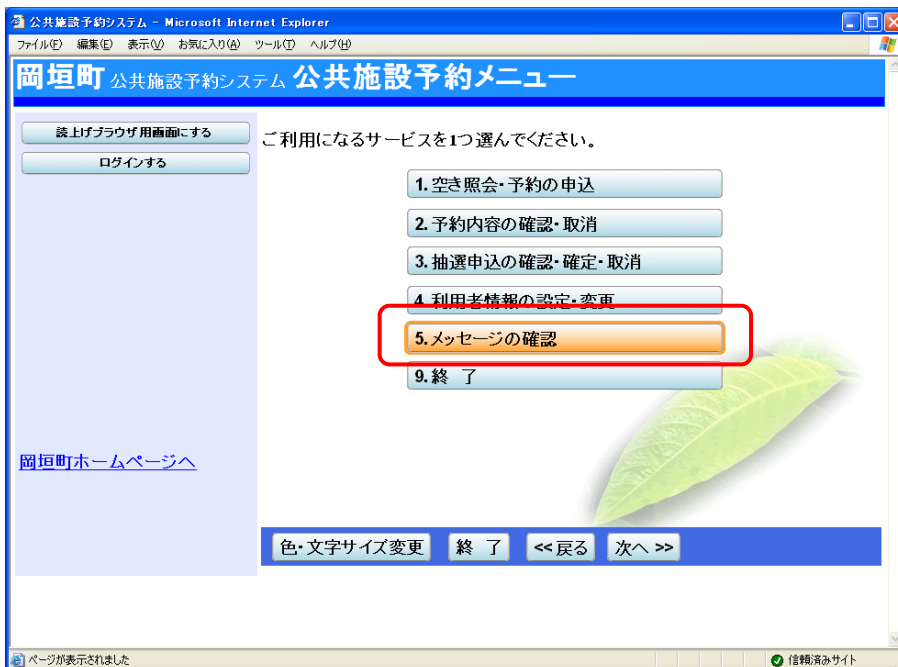 公共施設予約システム - Microsoft Internet Explorer
ファイル(F) 編集(E) 表示(V) お気に入り(A) ツール(T) ヘルプ(H)
岡垣町 公共施設予約システム 公共施設予約メニュー
読上げブラウザ用画面にする
ログインする
岡垣町ホームページへ
ご利用になるサービスを1つ選んでください。
1.空き照会・予約の申込
2.予約内容の確認・取消
3.抽選申込の確認・確定・取消
4.利用者情報の設定・変更
5.メッセージの確認
9.終 了
色・文字サイズ変更 終 了 <<戻る 次へ >>
ページが表示されました 信頼済みサイト